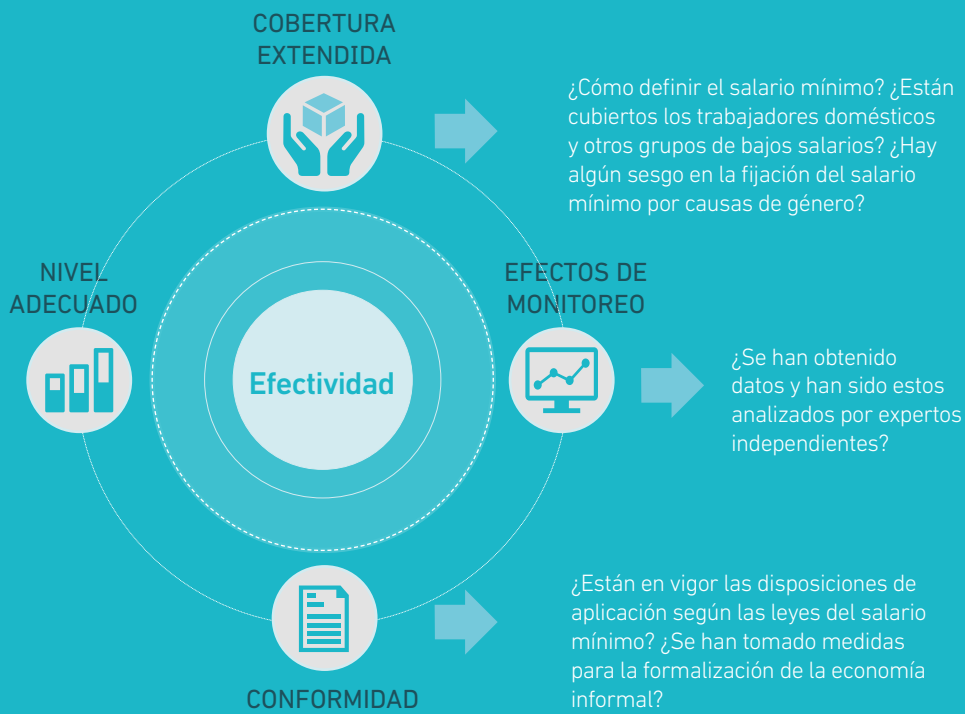 COBERTURA
EXTENDIDA
¿Cómo definir el salario mínimo? ¿Están
cubiertos los trabajadores domésticos
y otros grupos de bajos salarios? ¿Hay
algún sesgo en la fijación del salario
mínimo por causas de género?
NIVEL
ADECUADO
Efectividad
EFECTOS DE
MONITOREO
¿Se han obtenido
datos y han sido estos
analizados por expertos
independientes?
CONFORMIDAD
¿Están en vigor las disposiciones de
aplicación según las leyes del salario
mínimo? ¿Se han tomado medidas
para la formalización de la economía
informal?